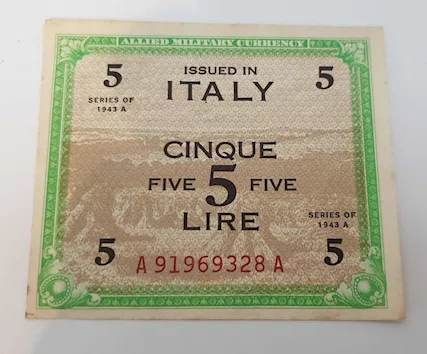 ALLIED MILITARY CURRENCY
5 ISSUED IN 5
ITALY
SERIES OF
1943 A
CINQUE
FIVE 5 FIVE
LIRE
SERIES OF
1943 A
5 5
A 91969328 A